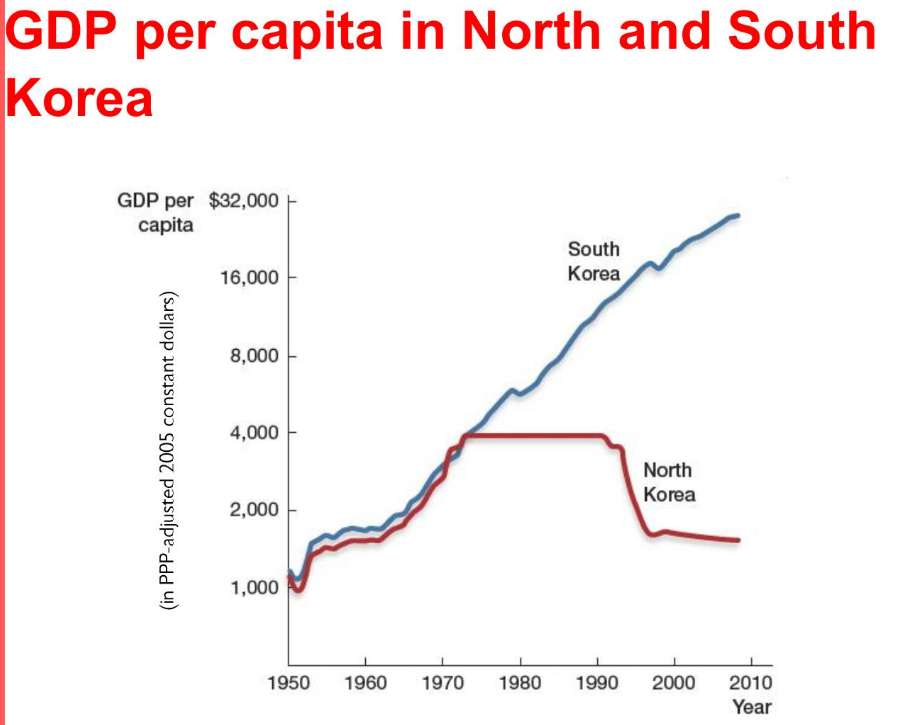 GDP per capita in North and South
Korea
GDP per
capita
$32,000
16,000
8,000
4,000
2,000
1,000
(in PPP-adjusted 2005 constant dollars)
South
Korea
North
Korea
1950 1960 1970 1980 1990 2000 2010
Year